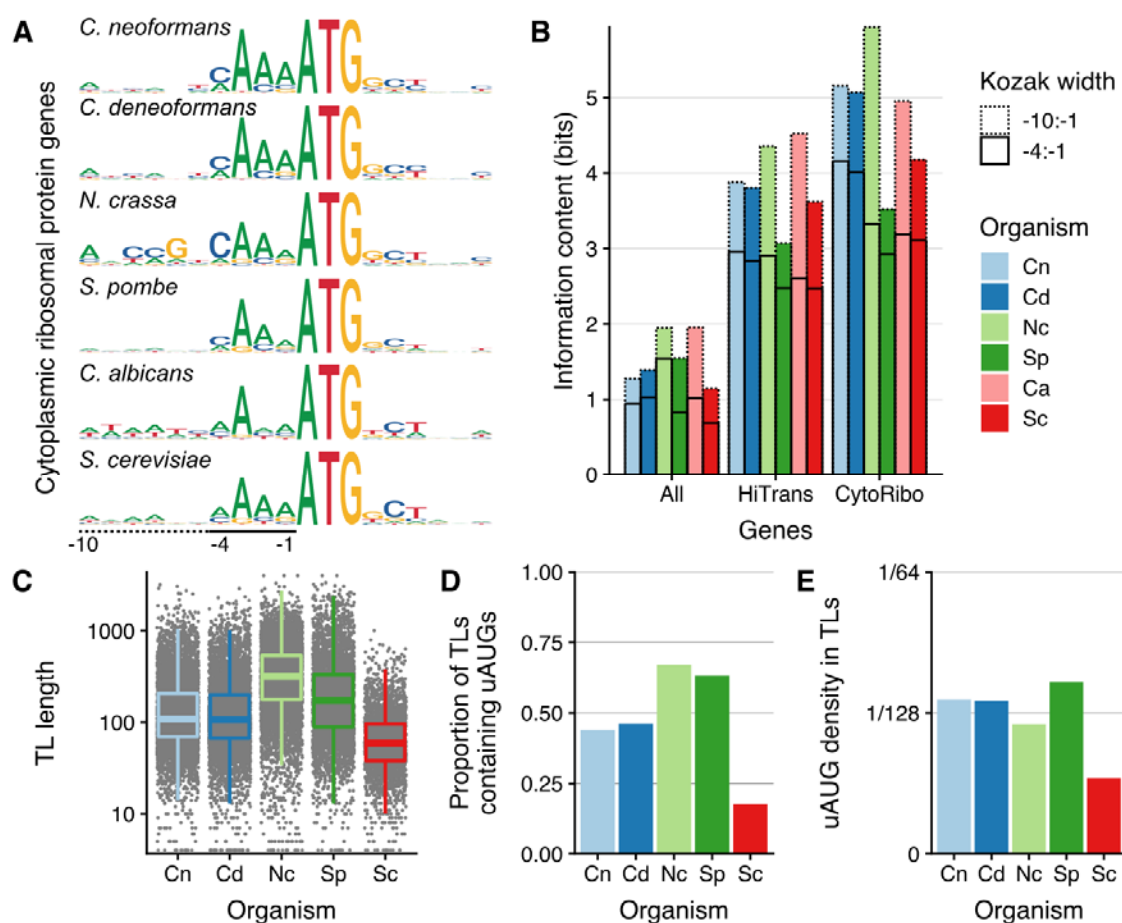 A
Cytoplasmic ribosomal protein genes
C. neoformans
C. deneoformans
N. crassa
S. pombe
C. albicans
S. cerevisiae
-10 -4 -1
B
Information content (bits)
5
4
3
2
1
0
All HiTrans CytoRibo
Genes
Kozak width
-10:-1
-4:-1
Organism
Cn
Cd
Nc
Sp
Ca
Sc
C
TL length
1000
100
10
Cn Cd Nc Sp Sc
Organism
D
Proportion of TLs
containing uAUGs
1.00
0.75
0.50
0.25
0.00
Cn Cd Nc Sp Sc
Organism
E
uAUG density in TLs
1/64
1/128
0
Cn Cd Nc Sp Sc
Organism